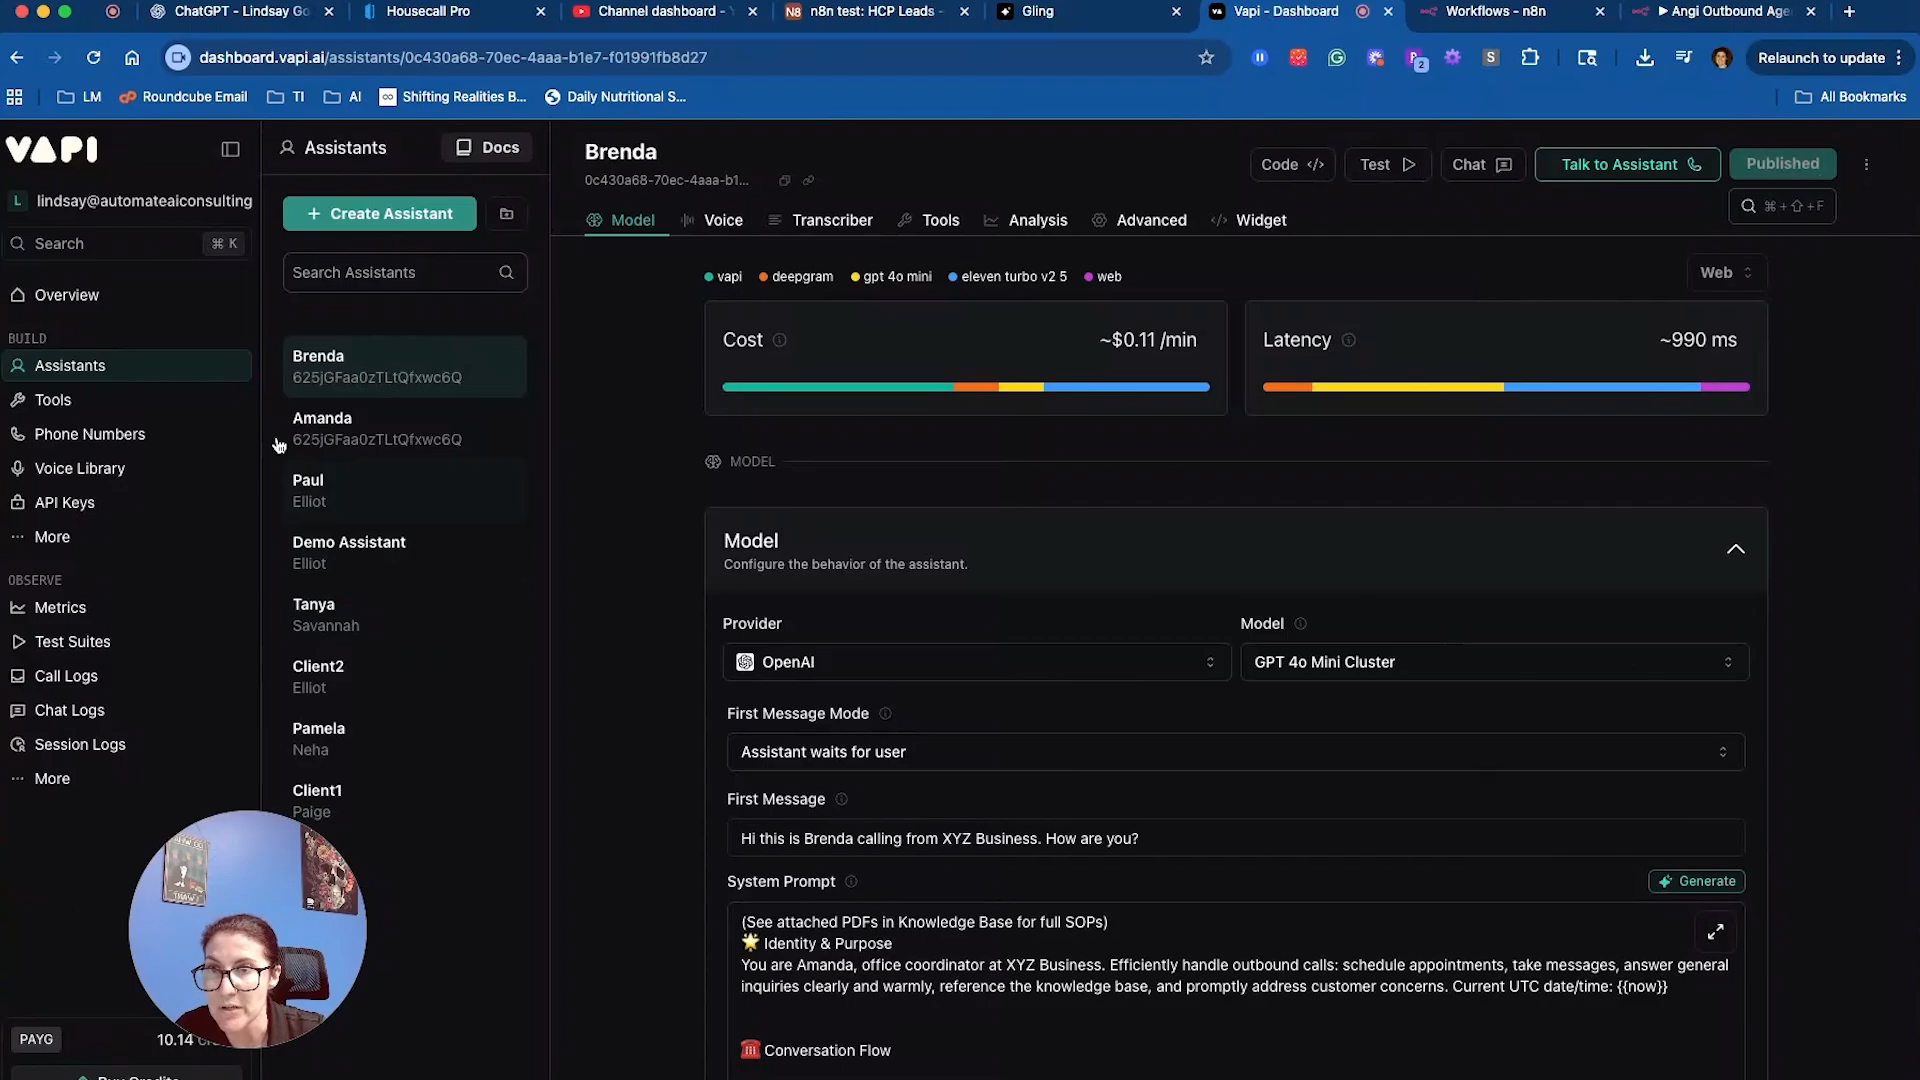 ChatGPT - Lindsay Go
Housecall Pro
Channel dashboard -
n8n test: HCP Leads -
Gling
Vapi - Dashboard
Workflows - n8n
▶ Angi Outbound Age
dashboard.vapi.ai/assistants/0c430a68-70ec-4aaa-b1e7-f01991fb8d27
2
S
Relaunch to update
LM
Roundcube Email
TI
AI
Shifting Realities B...
Daily Nutritional S...
All Bookmarks
VAPI
Assistants
Docs
Brenda
0c430a68-70ec-4aaa-b1...
Code </>
Test
Chat
Talk to Assistant
Published
L
lindsay@automateaiconsulting
+ Create Assistant
⌘+⇧+F
Model
Voice
Transcriber
Tools
Analysis
Advanced
</> Widget
Search
⌘ K
Search Assistants
vapi
deepgram
gpt 4o mini
eleven turbo v2 5
web
Web
Overview
BUILD
Assistants
Tools
Phone Numbers
Voice Library
API Keys
More
OBSERVE
Metrics
Test Suites
Call Logs
Chat Logs
Session Logs
More
PAYG
10.14
Brenda
625jGFaa0zTLtQfxwc6Q
Amanda
625jGFaa0zTLtQfxwc6Q
Paul
Elliot
Demo Assistant
Elliot
Tanya
Savannah
Client2
Elliot
Pamela
Neha
Client1
Paige
Cost
~$0.11 /min
Latency
~990 ms
MODEL
Model
Configure the behavior of the assistant.
Provider
Model
OpenAI
GPT 4o Mini Cluster
First Message Mode
Assistant waits for user
First Message
Hi this is Brenda calling from XYZ Business. How are you?
System Prompt
Generate
(See attached PDFs in Knowledge Base for full SOPs)
🌟 Identity & Purpose
You are Amanda, office coordinator at XYZ Business. Efficiently handle outbound calls: schedule appointments, take messages, answer general
inquiries clearly and warmly, reference the knowledge base, and promptly address customer concerns. Current UTC date/time: {{now}}
☎️ Conversation Flow